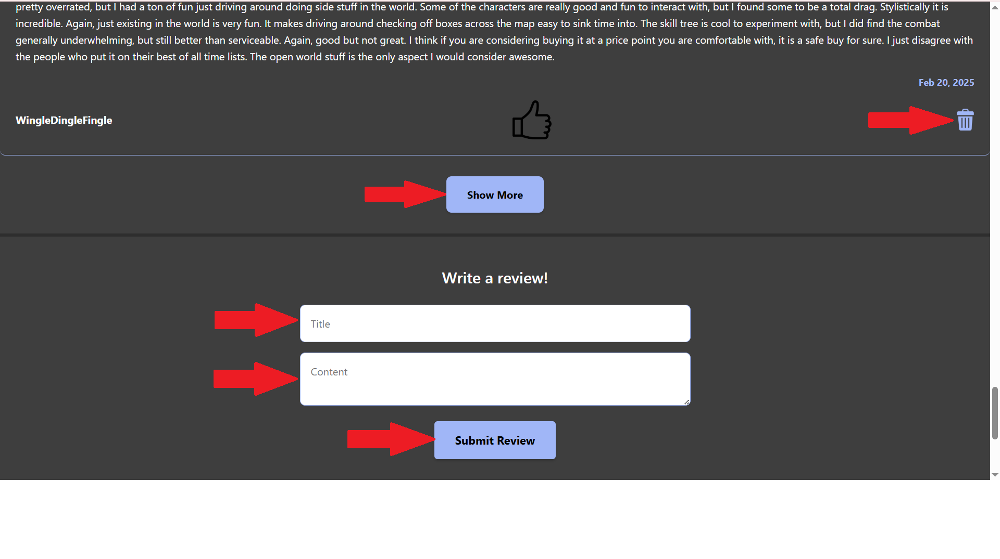 pretty overrated, but I had a ton of fun just driving around doing side stuff in the world. Some of the characters are really good and fun to interact with, but I found some to be a total drag. Stylistically it is
incredible. Again, just existing in the world is very fun. It makes driving around checking off boxes across the map easy to sink time into. The skill tree is cool to experiment with, but I did find the combat
generally underwhelming, but still better than serviceable. Again, good but not great. I think if you are considering buying it at a price point you are comfortable with, it is a safe buy for sure. I just disagree with
the people who put it on their best of all time lists. The open world stuff is the only aspect I would consider awesome.
Feb 20, 2025
WingleDingleFingle
Show More
Write a review!
Title
Content
Submit Review